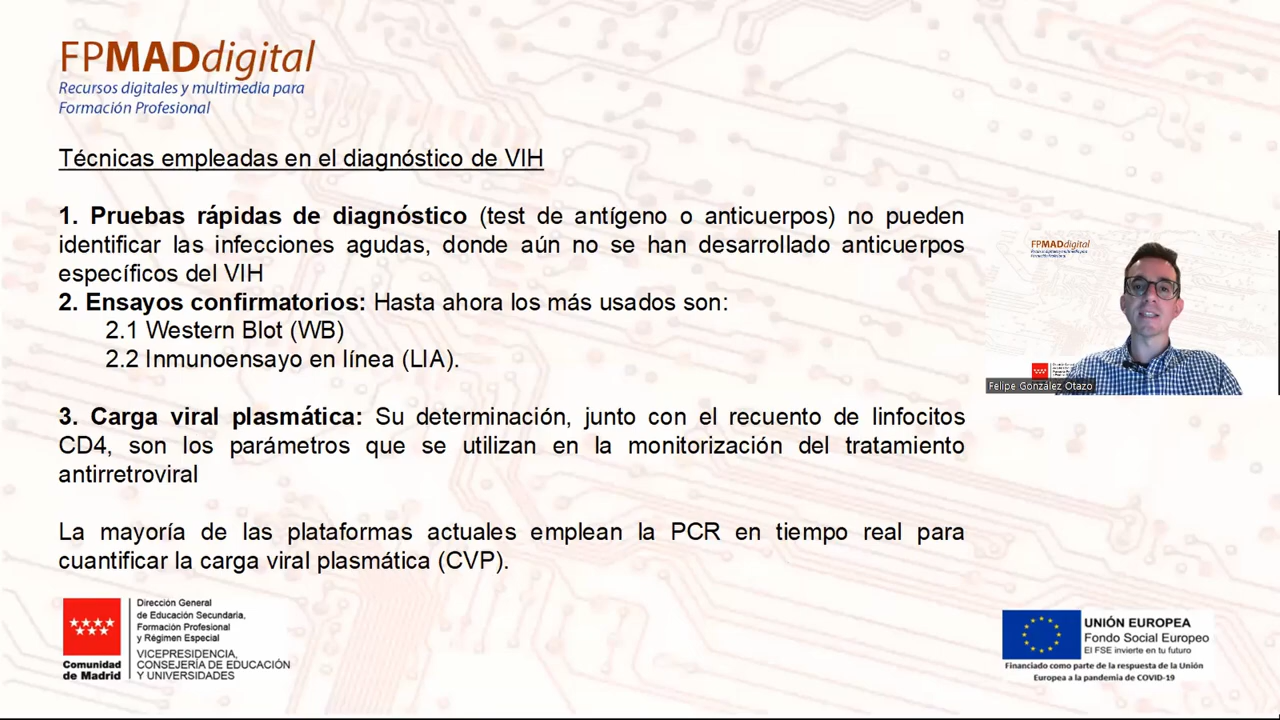 FPMADdigital
Recursos digitales y multimedia para
Formación Profesional
Técnicas empleadas en el diagnóstico de VIH
1. Pruebas rápidas de diagnóstico (test de antígeno o anticuerpos) no pueden
identificar las infecciones agudas, donde aún no se han desarrollado anticuerpos
específicos del VIH
2. Ensayos confirmatorios: Hasta ahora los más usados son:
2.1 Western Blot (WB)
2.2 Inmunoensayo en línea (LIA).
3. Carga viral plasmática: Su determinación, junto con el recuento de linfocitos
CD4, son los parámetros que se utilizan en la monitorización del tratamiento
antirretroviral
La mayoría de las plataformas actuales emplean la PCR en tiempo real para
cuantificar la carga viral plasmática (CVP).
FPMADdigital
Felipe González Otazo
Comunidad
de Madrid
Dirección General
de Educación Secundaria,
Formación Profesional
y Régimen Especial
VICEPRESIDENCIA,
CONSEJERÍA DE EDUCACIÓN
Y UNIVERSIDADES
UNIÓN EUROPEA
Fondo Social Europeo
El FSE invierte en tu futuro
Financiado como parte de la respuesta de la Unión
Europea a la pandemia de COVID-19